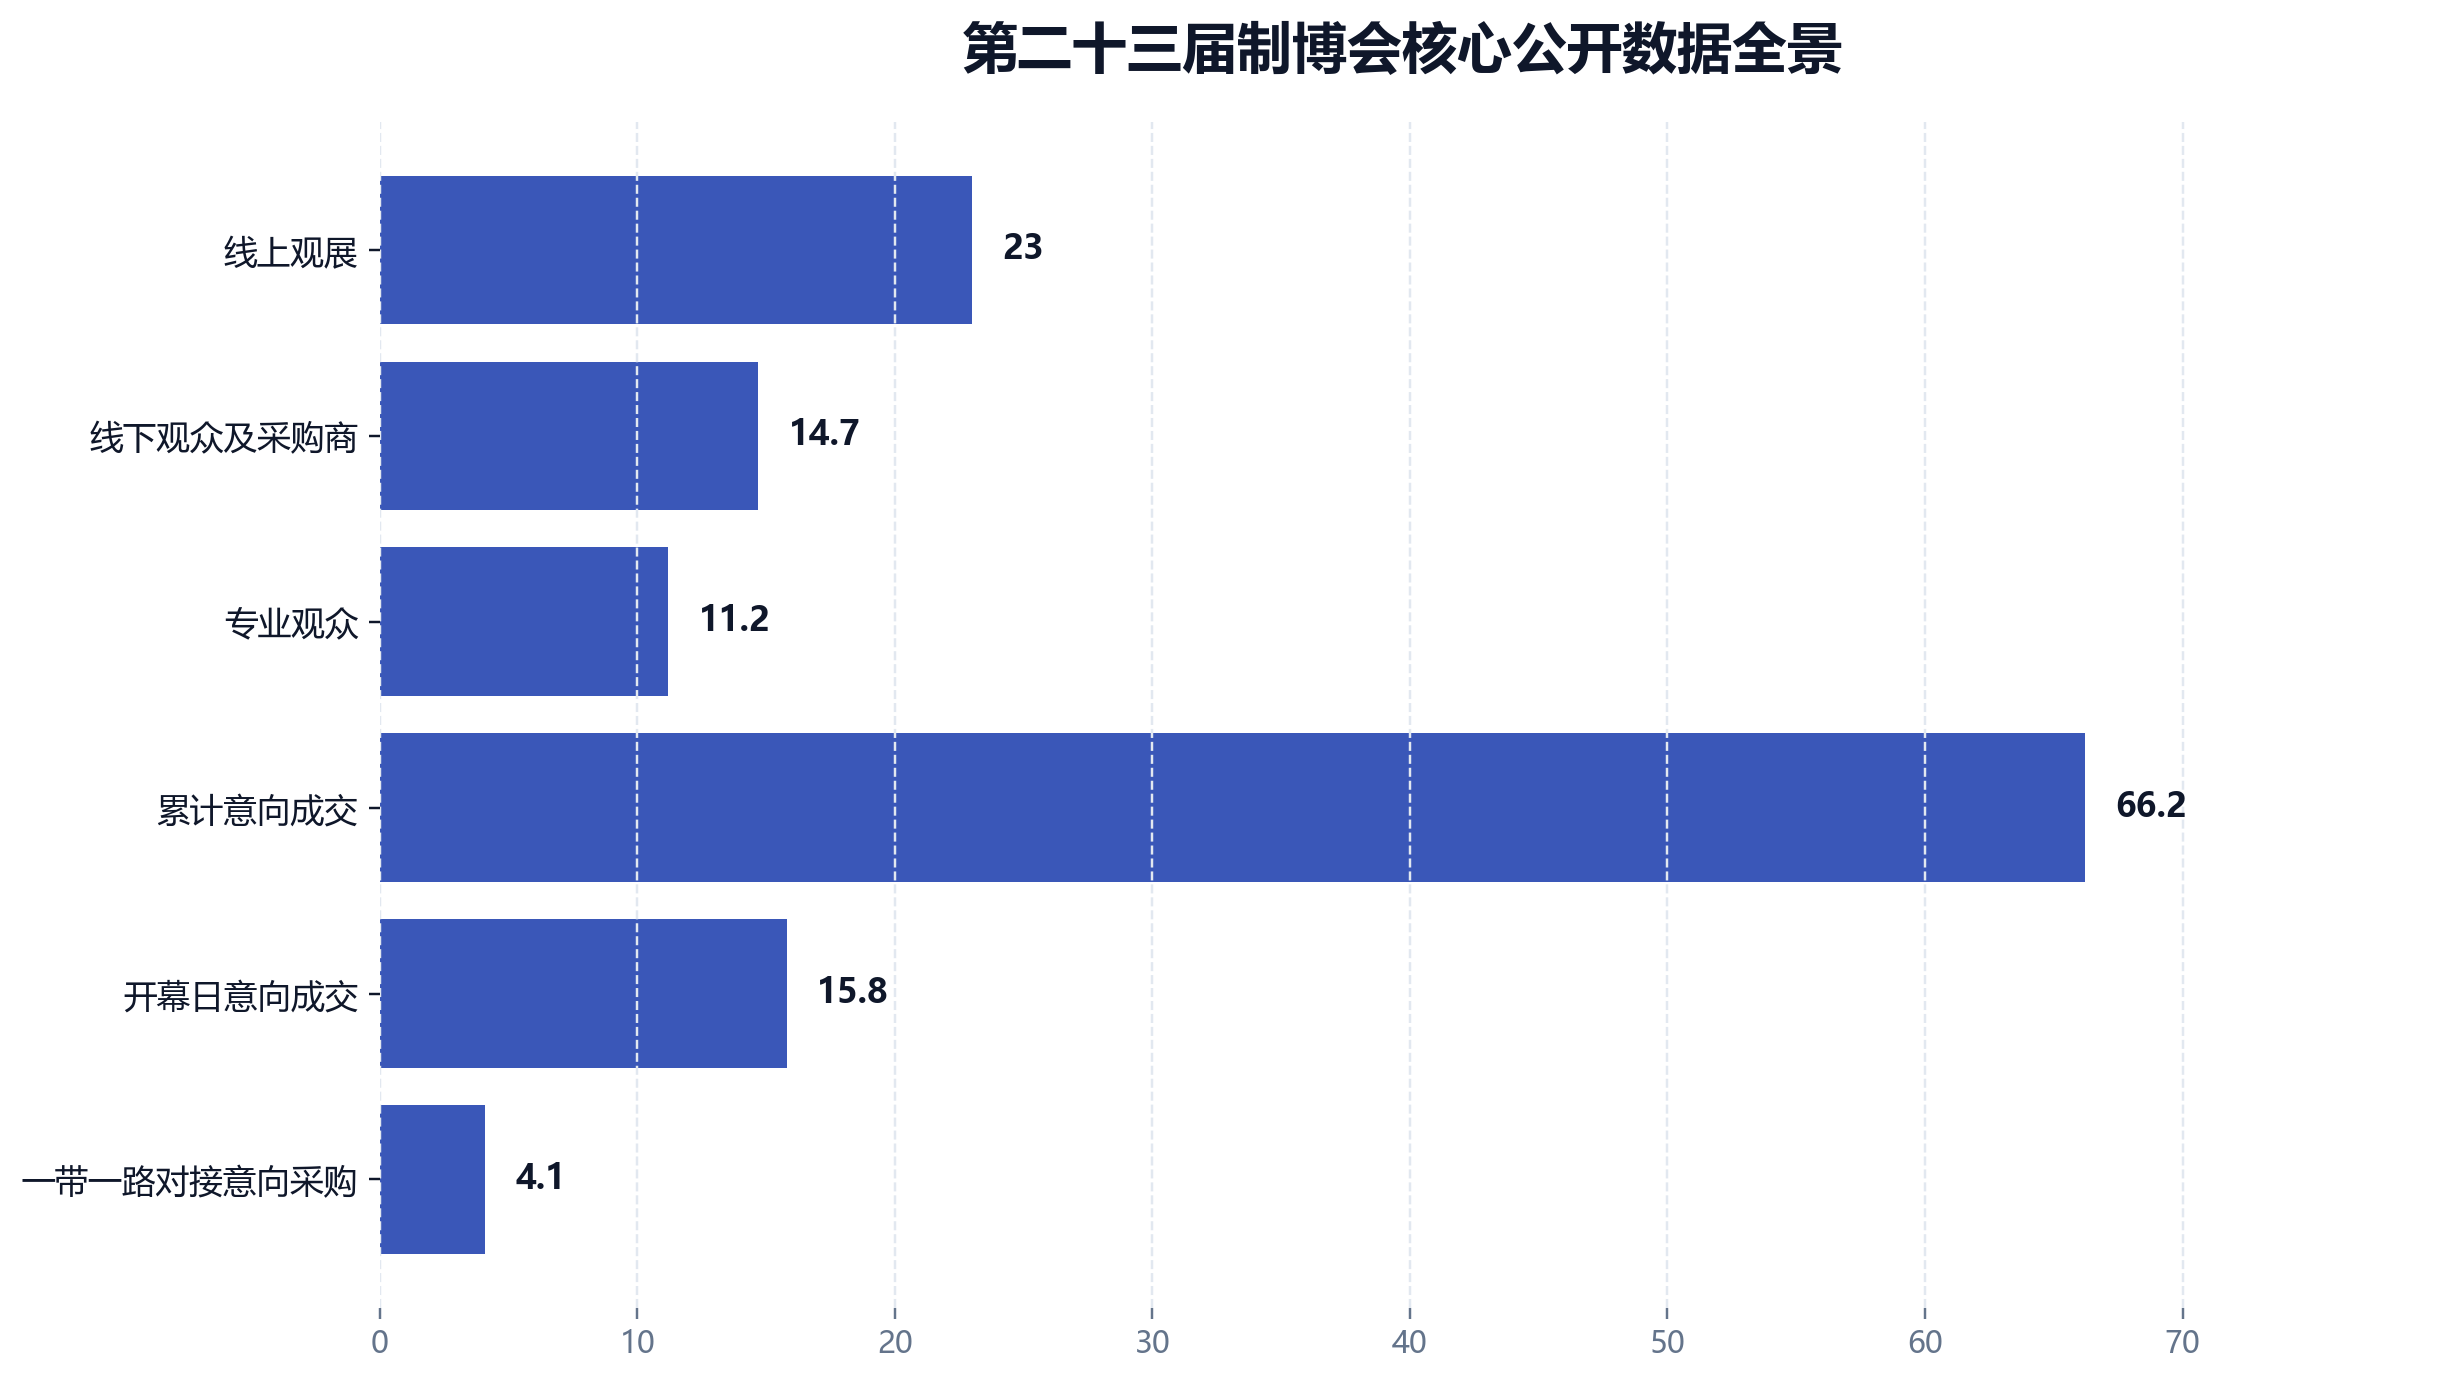 第二十三届制博会核心公开数据全景
线上观展
23
线下观众及采购商
14.7
专业观众
11.2
累计意向成交
66.2
开幕日意向成交
15.8
一带一路对接意向采购
4.1
0 10 20 30 40 50 60 70